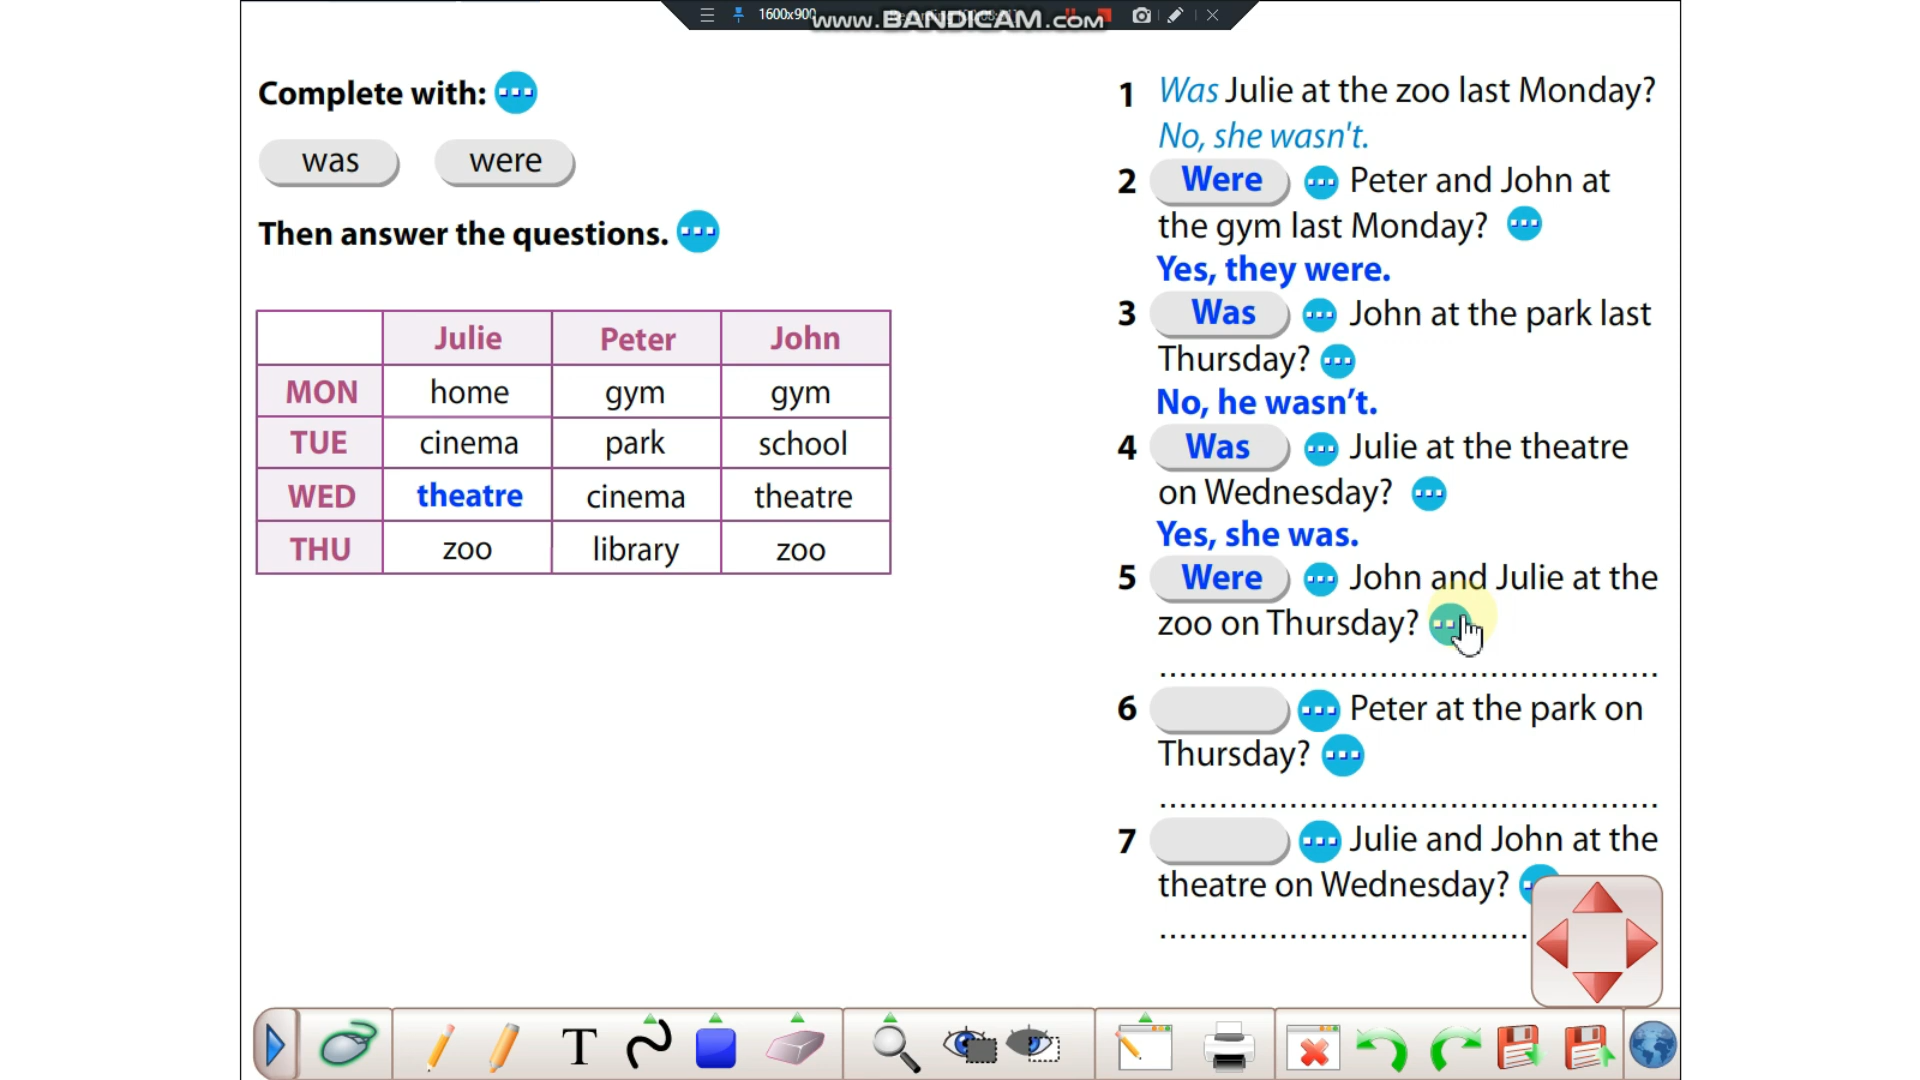 1600x900
www.BANDICAM.com
Complete with:
was were
Then answer the questions.
Julie Peter John
MON home gym gym
TUE cinema park school
WED theatre cinema theatre
THU zoo library zoo
1 Was Julie at the zoo last Monday?
No, she wasn't.
2 Were Peter and John at
the gym last Monday?
Yes, they were.
3 Was John at the park last
Thursday?
No, he wasn’t.
4 Was Julie at the theatre
on Wednesday?
Yes, she was.
5 Were John and Julie at the
zoo on Thursday?
6 Peter at the park on
Thursday?
7 Julie and John at the
theatre on Wednesday?
T